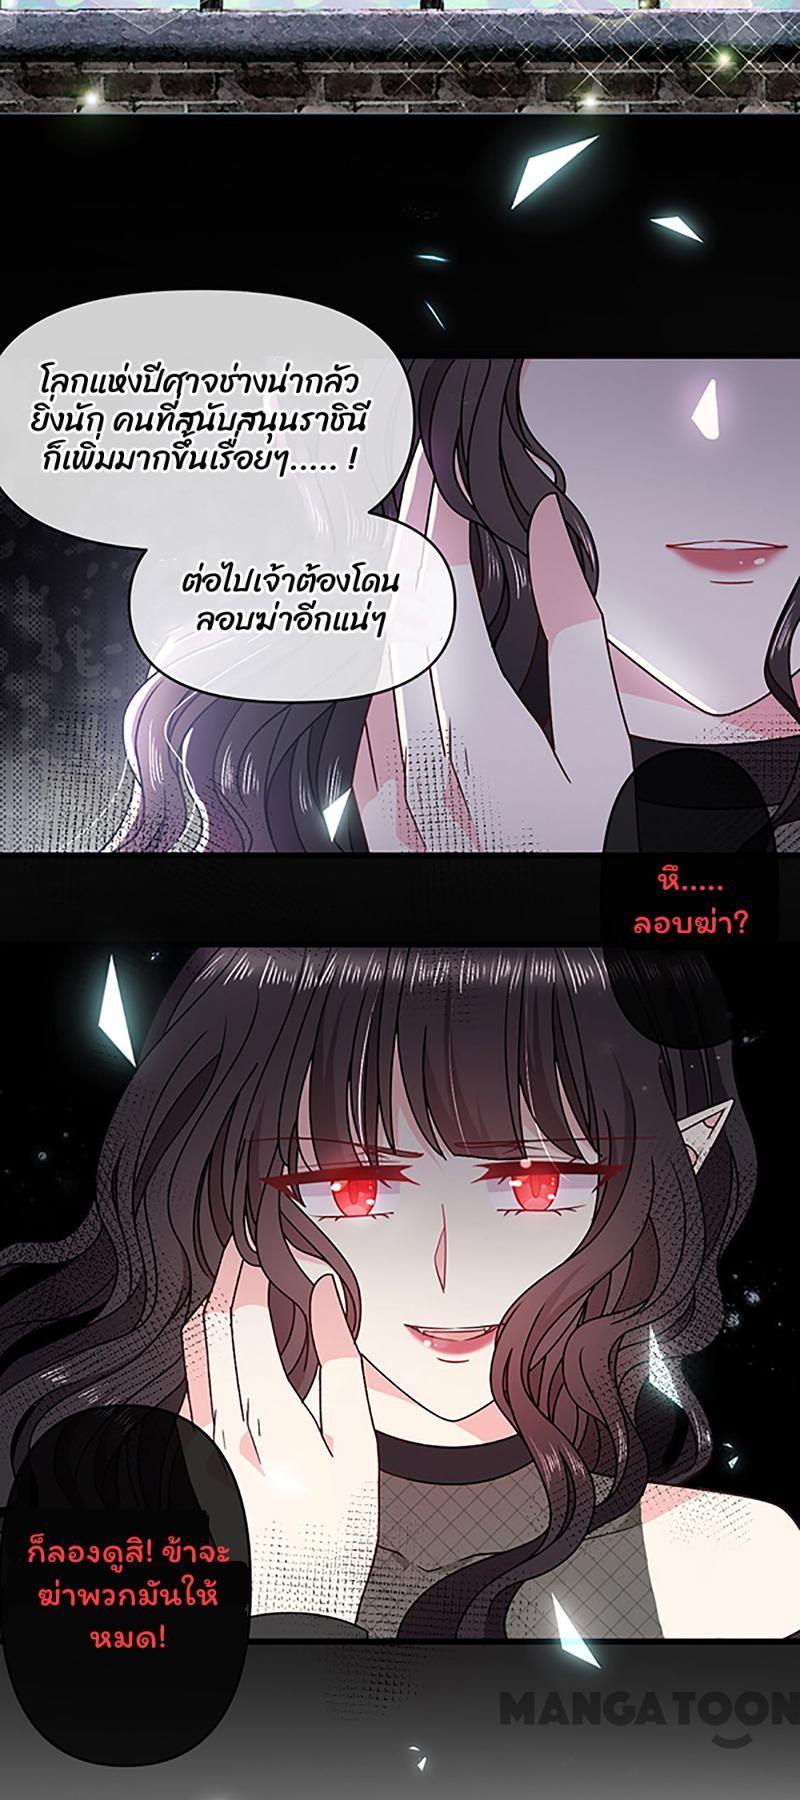 โลกแห่งปีศาจช่างน่ากลัว
ยิ่งนัก คนที่สนับสนุนราชินี
ก็เพิ่มมากขึ้นเรื่อยๆ..... !
ต่อไปเจ้าต้องโดน
ลอบฆ่าอีกแน่ๆ
หึ.....
ลอบฆ่า?
ก็ลองดูสิ! ข้าจะ
ฆ่าพวกมันให้
หมด!
MANGATOON